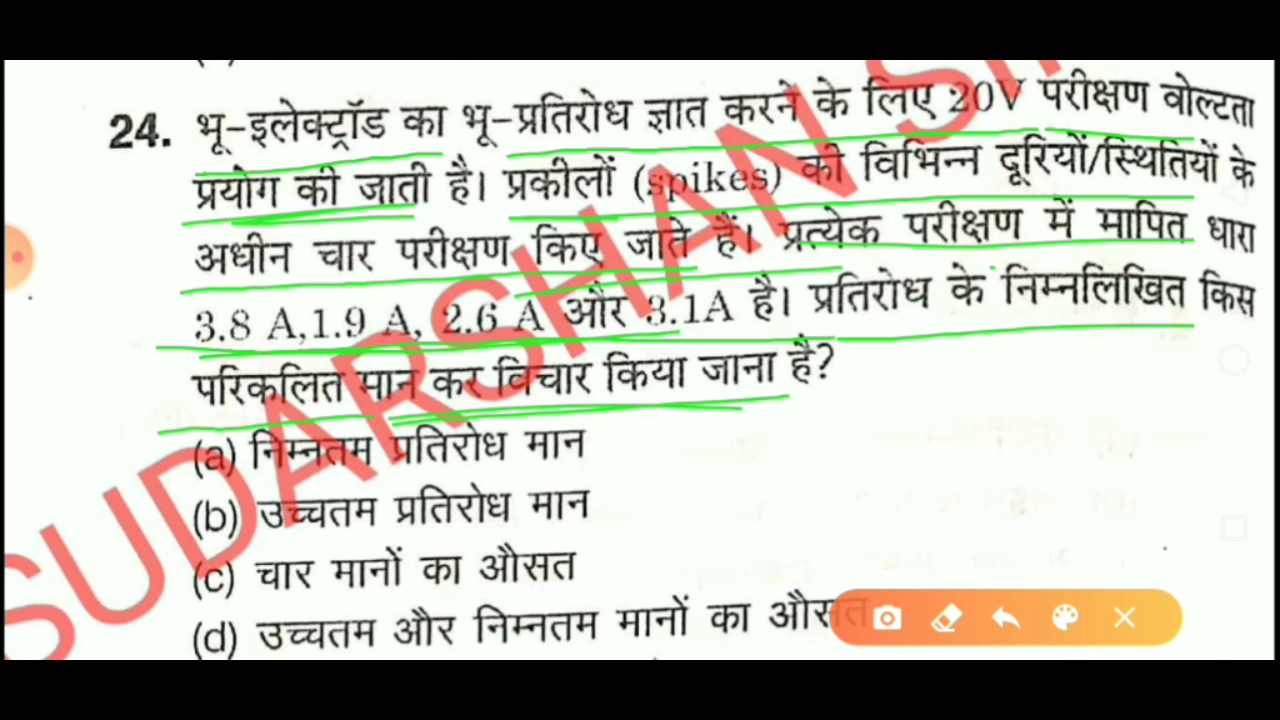 24. भू-इलेक्ट्रॉड का भू-प्रतिरोध ज्ञात करने के लिए 20V परीक्षण वोल्टता
प्रयोग की जाती है। प्रकीलों (spikes) की विभिन्न दूरियों/स्थितियों के
अधीन चार परीक्षण किए जाते हैं। प्रत्येक परीक्षण में मापित धारा
3.8 A,1.9 A, 2.6 A और 3.1A है। प्रतिरोध के निम्नलिखित किस
परिकलित मान कर विचार किया जाना है?
(a) निम्नतम प्रतिरोध मान
(b) उच्चतम प्रतिरोध मान
(c) चार मानों का औसत
(d) उच्चतम और निम्नतम मानों का औसत
SUDARSHAN